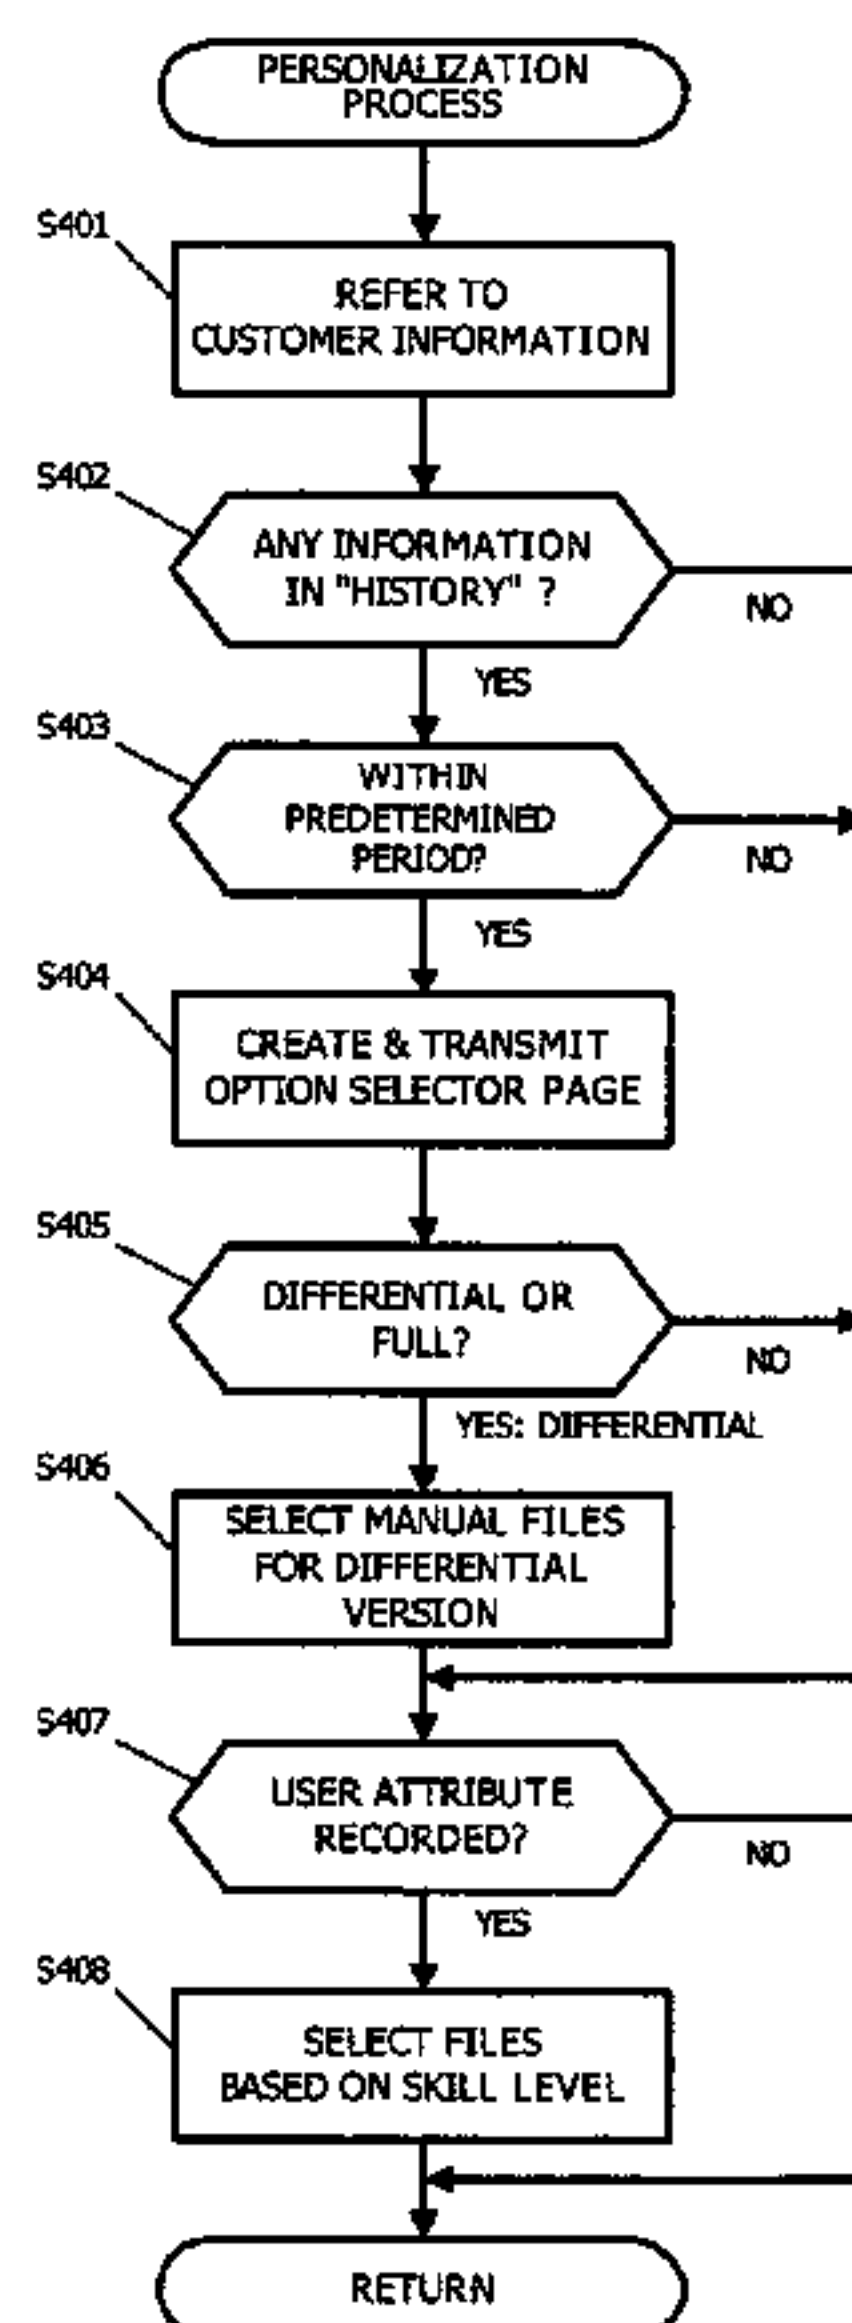 PERSONALIZATION
PROCESS
S401
REFER TO
CUSTOMER INFORMATION
S402
ANY INFORMATION
IN "HISTORY" ?
NO
YES
S403
WITHIN
PREDETERMINED
PERIOD?
NO
YES
S404
CREATE & TRANSMIT
OPTION SELECTOR PAGE
S405
DIFFERENTIAL OR
FULL?
NO
YES: DIFFERENTIAL
S406
SELECT MANUAL FILES
FOR DIFFERENTIAL
VERSION
S407
USER ATTRIBUTE
RECORDED?
NO
YES
S408
SELECT FILES
BASED ON SKILL LEVEL
RETURN